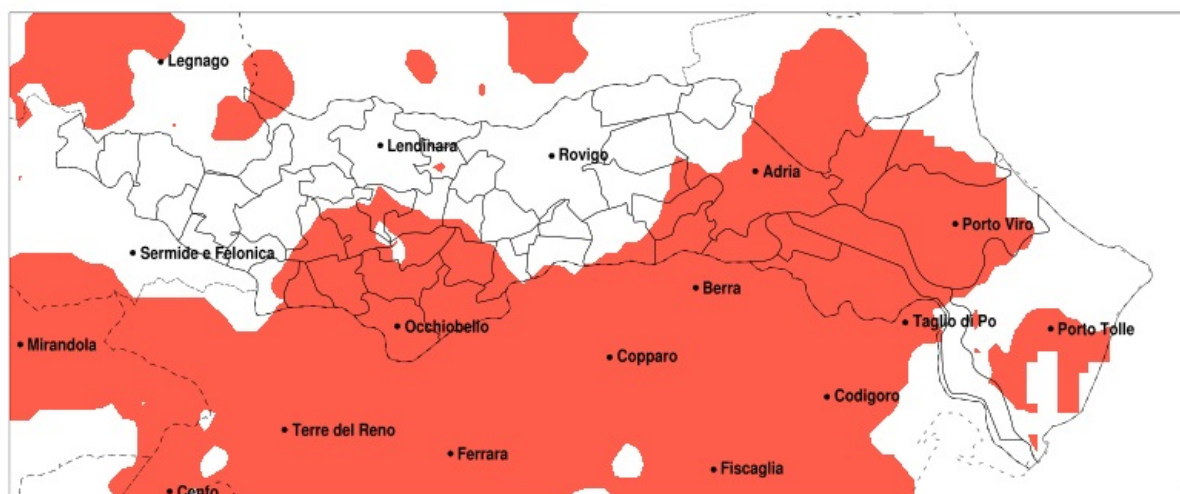 Legnago
Lendinara
Rovigo
Adria
Porto Viro
Sermide e Felonica
Berra
Occhiobello
Taglio di Po
Porto Tolle
Mirandola
Copparo
Codigoro
Terre del Reno
Ferrara
Fiscaglia
Cento